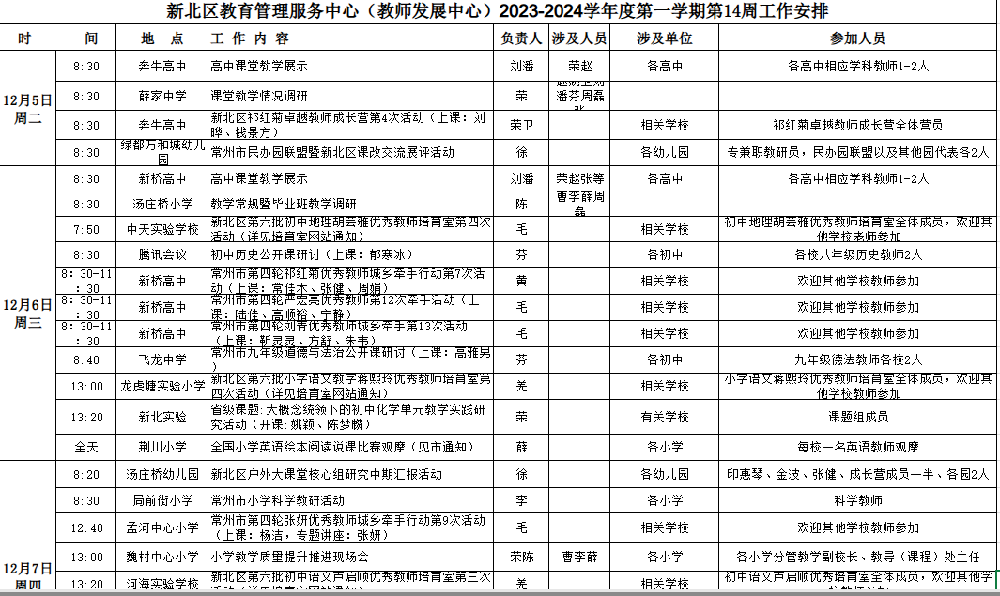 新北区教育管理服务中心（教师发展中心）2023-2024学年度第一学期第14周工作安排
时 间 地 点 工 作 内 容 负责人 涉及人员 涉及单位 参加人员
12月5日
周二
8:30 奔牛高中 高中课堂教学展示 刘潘 荣赵 各高中 各高中相应学科教师1-2人
8:30 薛家中学 课堂教学情况调研 荣
潘芬周磊
8:30 奔牛高中 新北区祁红菊卓越教师成长营第4次活动（上课：刘
晔、钱景方） 荣卫 相关学校 祁红菊卓越教师成长营全体营员
8:30 绿都万和城幼儿
园 常州市民办园联盟暨新北区课改交流展评活动 徐 各幼儿园 专兼职教研员，民办园联盟以及其他园代表各2人
12月6日
周三
8:30 新桥高中 高中课堂教学展示 刘潘 荣赵张等 各高中 各高中相应学科教师1-2人
8:30 汤庄桥小学 教学常规暨毕业班教学调研 陈 曹李薛周
磊
7:50 中天实验学校 新北区第六批初中地理胡芸雅优秀教师培育室第四次
活动（详见培育室网站通知） 毛 相关学校 初中地理胡芸雅优秀教师培育室全体成员，欢迎其
他学校老师参加
8:30 腾讯会议 初中历史公开课研讨（上课：郁寒冰） 芬 各初中 各校八年级历史教师2人
8：30-11
：30 新桥高中 常州市第四轮祁红菊优秀教师城乡牵手行动第7次活
动（上课：常佳木、张健、周娟） 黄 相关学校 欢迎其他学校教师参加
8：30-11
：30 新桥高中 常州市第四轮严宏亮优秀教师第12次牵手活动（上
课：陆佳、高顺裕、宁静） 毛 相关学校 欢迎其他学校教师参加
8：30-11
：30 新桥高中 常州市第四轮刘青优秀教师城乡牵手第13次活动
（上课：靳灵灵、方舒、朱韦） 毛 相关学校 欢迎其他学校教师参加
8:40 飞龙中学 常州市九年级道德与法治公开课研讨（上课：高雅男
） 芬 各初中 九年级德法教师各校2人
13:00 龙虎塘实验小学 新北区第六批小学语文教学蒋熙玲优秀教师培育室第
四次活动（详见培育室网站通知） 羌 相关学校 小学语文蒋熙玲优秀教师培育室全体成员，欢迎其
他学校教师参加
13:20 新北实验 省级课题：大概念统领下的初中化学单元教学实践研
究活动（开课：姚颖、陈梦麟） 荣 有关学校 课题组成员
全天 荆川小学 全国小学英语绘本阅读说课比赛观摩（见市通知） 薛 各小学 每校一名英语教师观摩
12月7日
周四
8:20 汤庄桥幼儿园 新北区户外大课堂核心组研究中期汇报活动 徐 各幼儿园 印惠琴、金波、张健、成长营成员一半、各园2人
8:30 局前街小学 常州市小学科学教研活动 李 各小学 科学教师
12:40 孟河中心小学 常州市第四轮张妍优秀教师城乡牵手行动第9次活动
（上课：杨洁，专题讲座：张妍） 毛 相关学校 欢迎其他学校教师参加
13:00 魏村中心小学 小学教学质量提升推进现场会 荣陈 曹李薛 各小学 各小学分管教学副校长、教导（课程）处主任
13:20 河海实验学校 新北区第六批初中语文芦启顺优秀教师培育室第三次
羌 相关学校 初中语文芦启顺优秀培育室全体成员，欢迎其他学